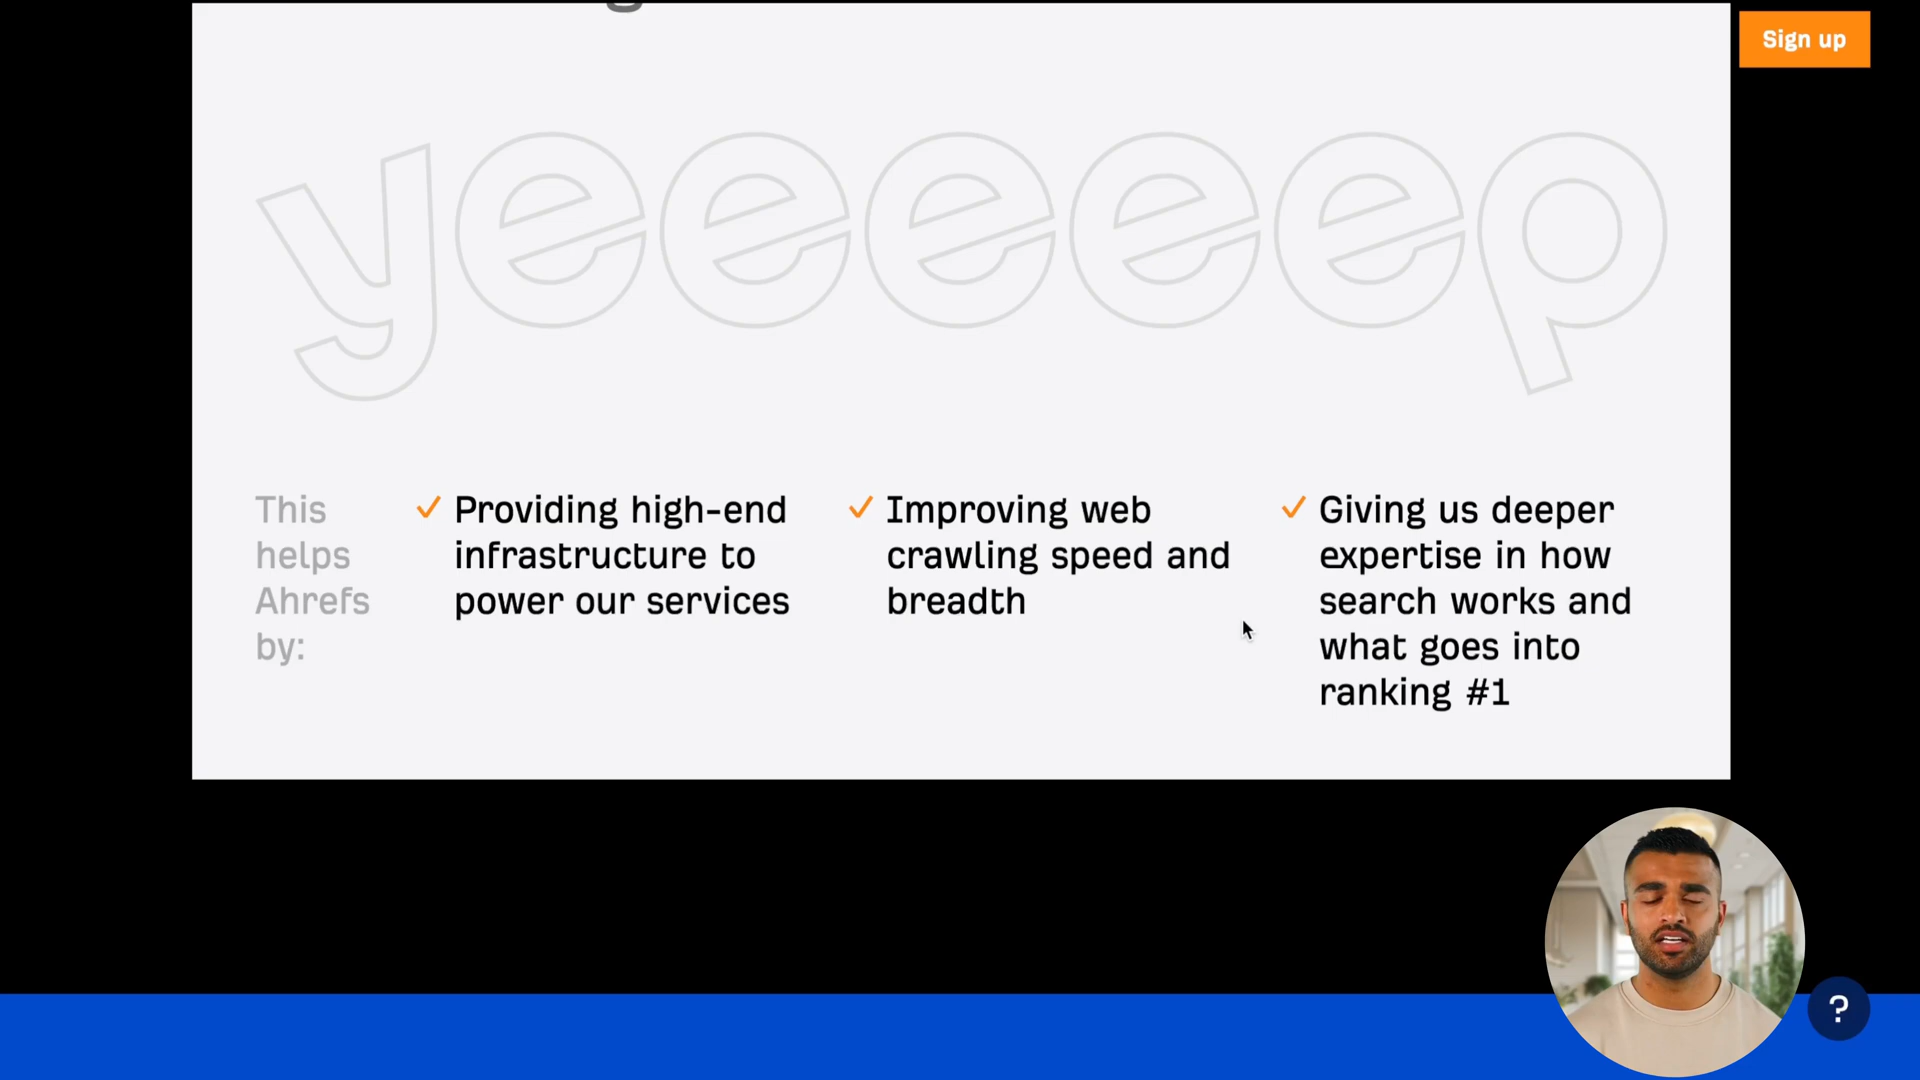 Sign up
yeeeeep
This
helps
Ahrefs
by:
✓ Providing high-end
infrastructure to
power our services
✓ Improving web
crawling speed and
breadth
✓ Giving us deeper
expertise in how
search works and
what goes into
ranking #1
?